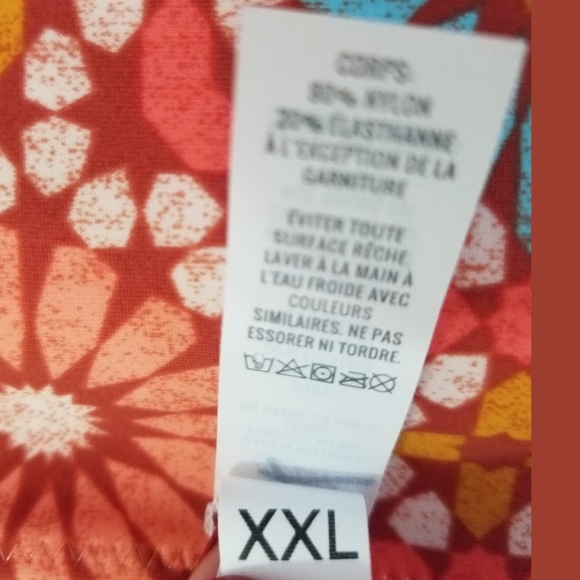 CORPS:
80% NYLON
20% ÉLASTHANNE
À L'EXCEPTION DE LA
GARNITURE
ÉVITER TOUTE
SURFACE RÊCHE,
LAVER À LA MAIN À
L'EAU FROIDE AVEC
COULEURS
SIMILAIRES. NE PAS
ESSORER NI TORDRE.
XXL